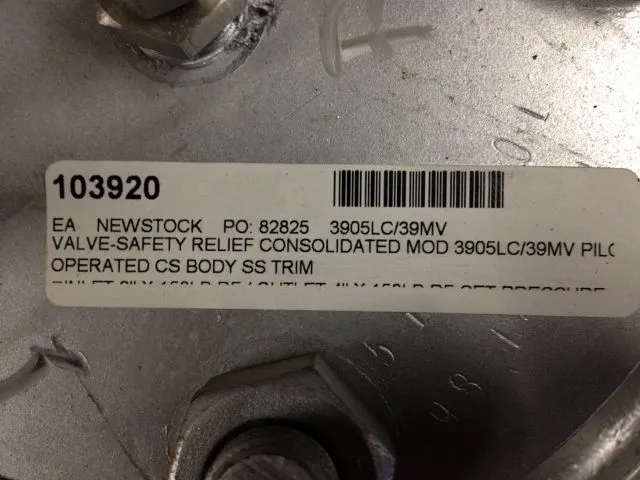 103920
EA NEWSTOCK PO: 82825 3905LC/39MV
VALVE-SAFETY RELIEF CONSOLIDATED MOD 3905LC/39MV PILO
OPERATED CS BODY SS TRIM